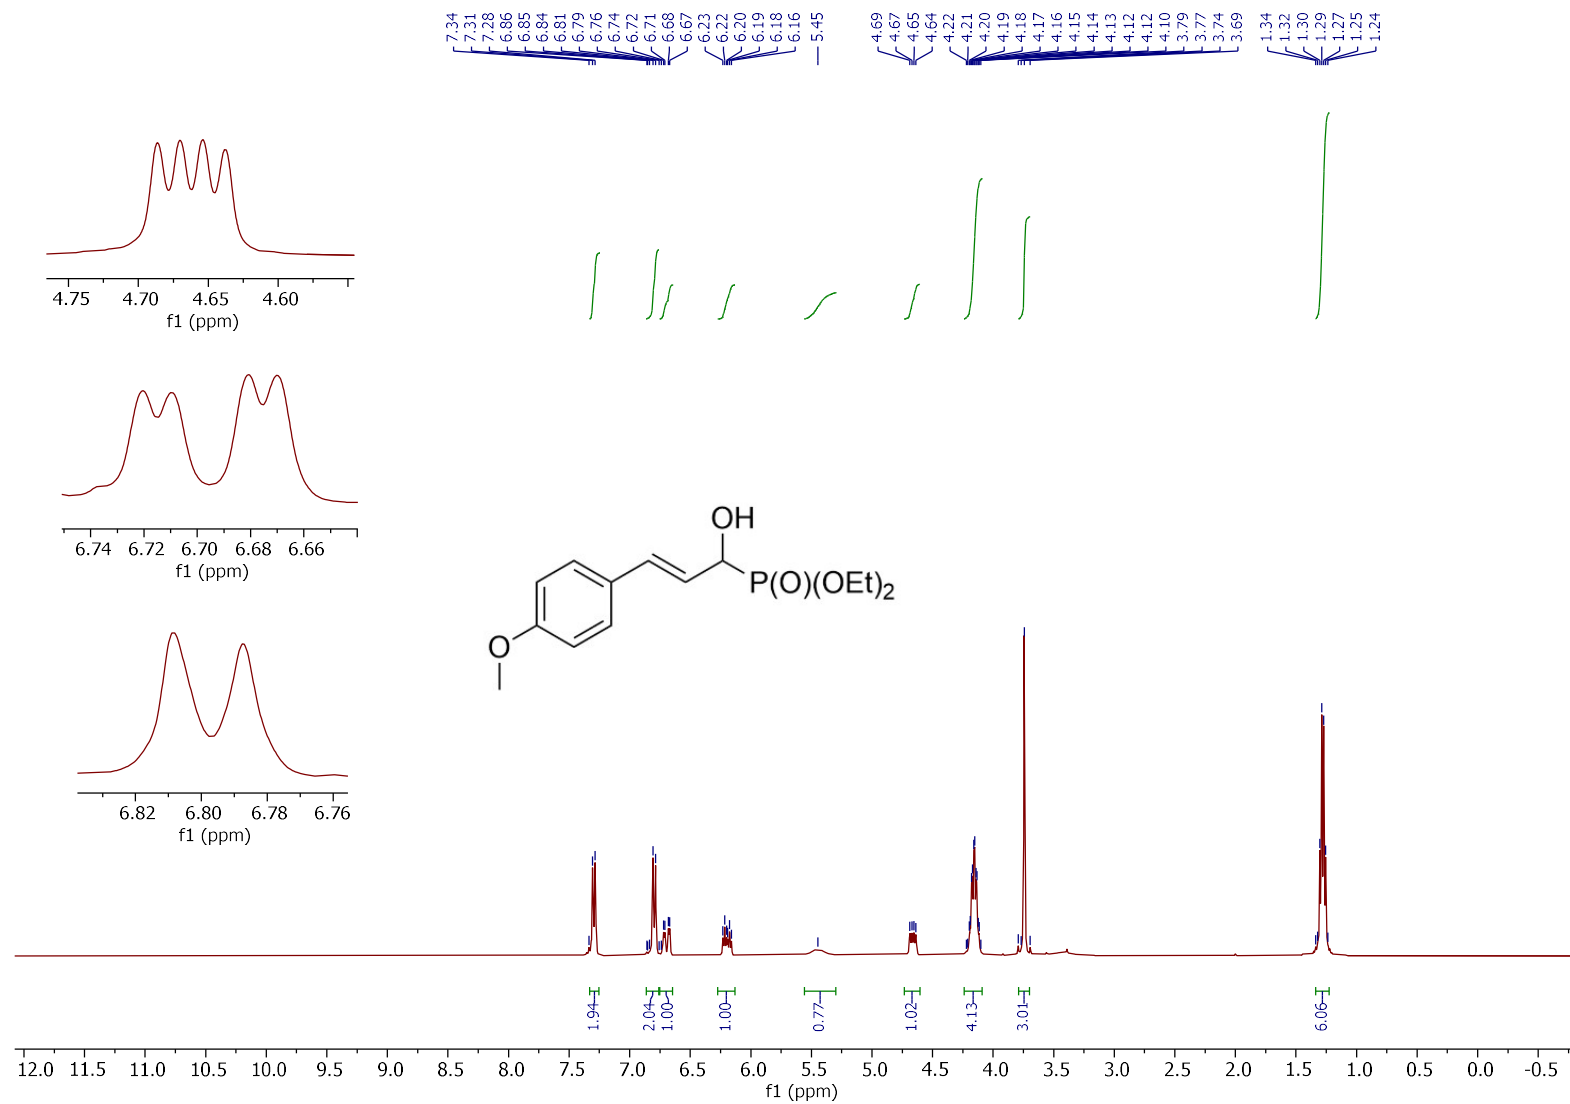 7.34 7.31 7.28 6.86 6.85 6.84 6.81 6.79 6.76 6.74 6.72 6.71 6.68 6.67 6.23 6.22 6.20 6.19 6.18 6.16 5.45 4.69 4.67 4.65 4.64 4.22 4.21 4.20 4.19 4.18 4.17 4.16 4.15 4.14 4.13 4.12 4.12 4.10 3.79 3.77 3.74 3.69 1.34 1.32 1.30 1.29 1.27 1.25 1.24
4.75 4.70 4.65 4.60
f1 (ppm)
6.74 6.72 6.70 6.68 6.66
f1 (ppm)
OH
P(O)(OEt)2
O
6.82 6.80 6.78 6.76
f1 (ppm)
1.94 2.04 1.00 1.00 0.77 1.02 4.13 3.01 6.06
12.0 11.5 11.0 10.5 10.0 9.5 9.0 8.5 8.0 7.5 7.0 6.5 6.0 5.5 5.0 4.5 4.0 3.5 3.0 2.5 2.0 1.5 1.0 0.5 0.0 -0.5
f1 (ppm)